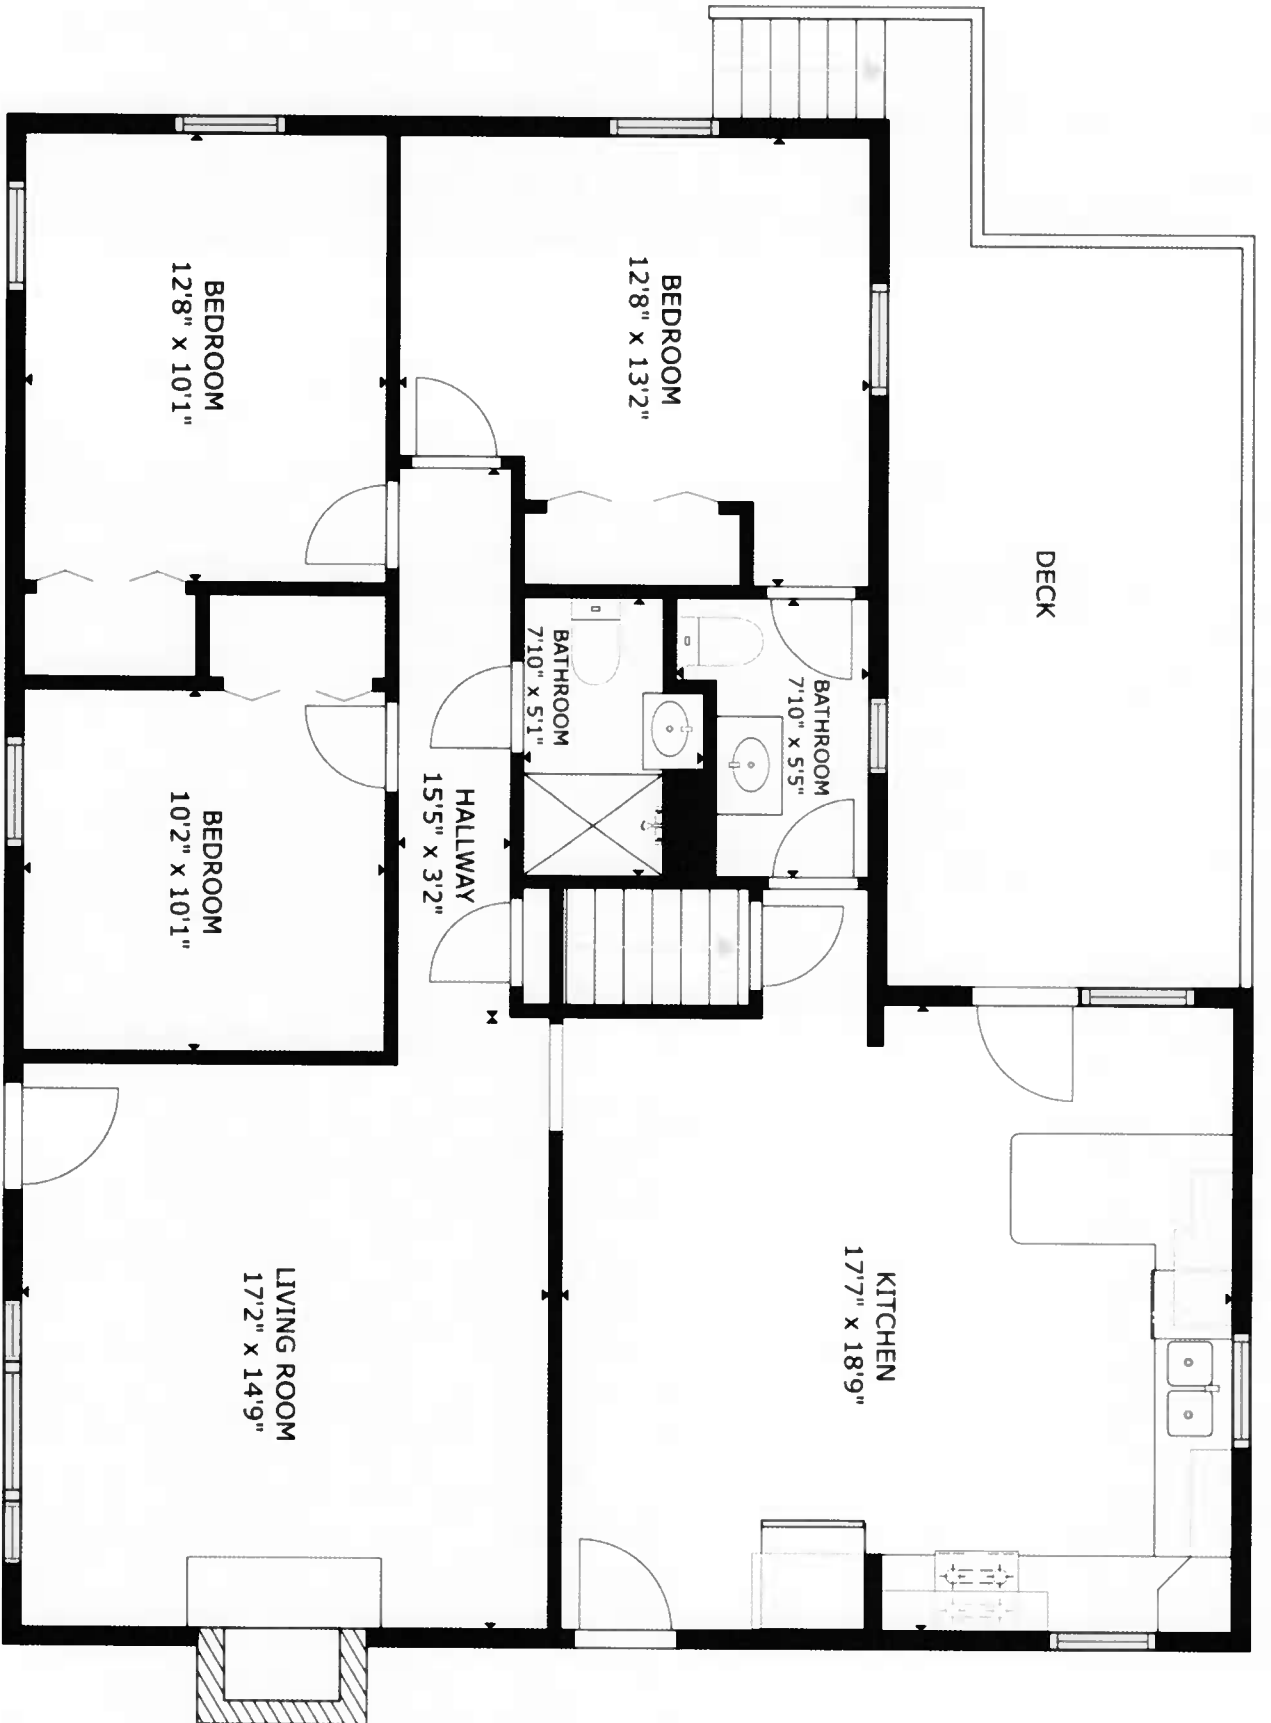 DECK
BEDROOM
12'8" x 13'2"
BATHROOM
7'10" x 5'5"
KITCHEN
17'7" x 18'9"
BATHROOM
7'10" x 5'1"
HALLWAY
15'5" x 3'2"
BEDROOM
12'8" x 10'1"
BEDROOM
10'2" x 10'1"
LIVING ROOM
17'2" x 14'9"